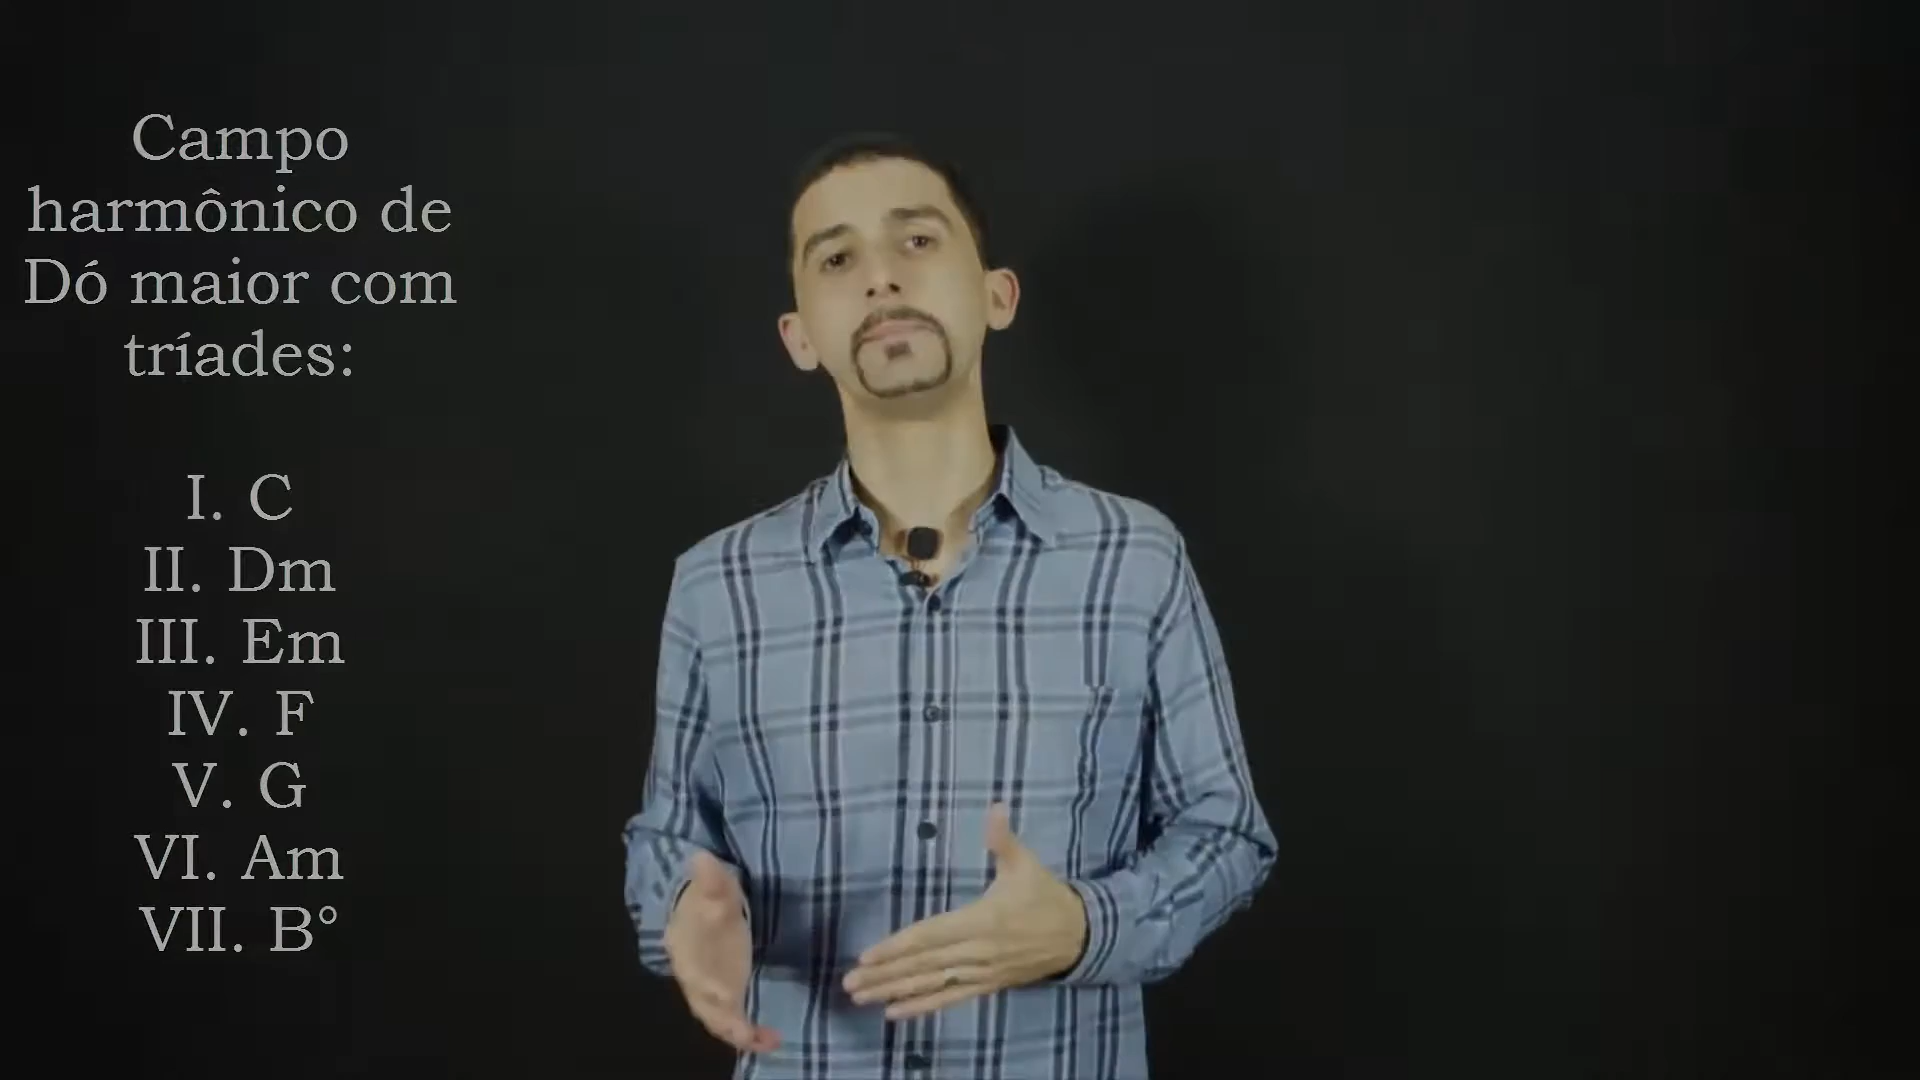 Campo
harmônico de
Dó maior com
tríades:
I. C
II. Dm
III. Em
IV. F
V. G
VI. Am
VII. B°